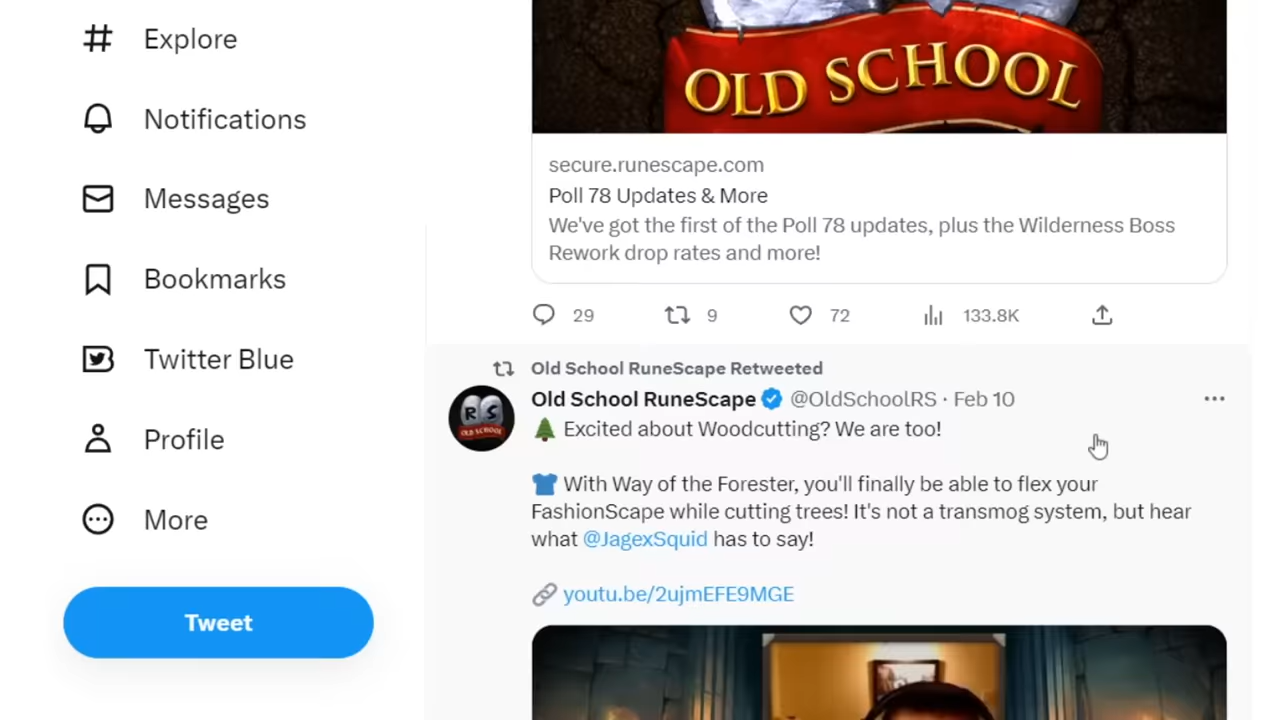 Explore
Notifications
Messages
Bookmarks
Twitter Blue
Profile
More
Tweet
OLD SCHOOL
secure.runescape.com
Poll 78 Updates & More
We've got the first of the Poll 78 updates, plus the Wilderness Boss
Rework drop rates and more!
29 9 72 133.8K
Old School RuneScape Retweeted
Old School RuneScape @OldSchoolRS · Feb 10
R S
OLD SCHOOL
🌲 Excited about Woodcutting? We are too!
👕 With Way of the Forester, you'll finally be able to flex your
FashionScape while cutting trees! It's not a transmog system, but hear
what @JagexSquid has to say!
🔗 youtu.be/2ujmEFE9MGE